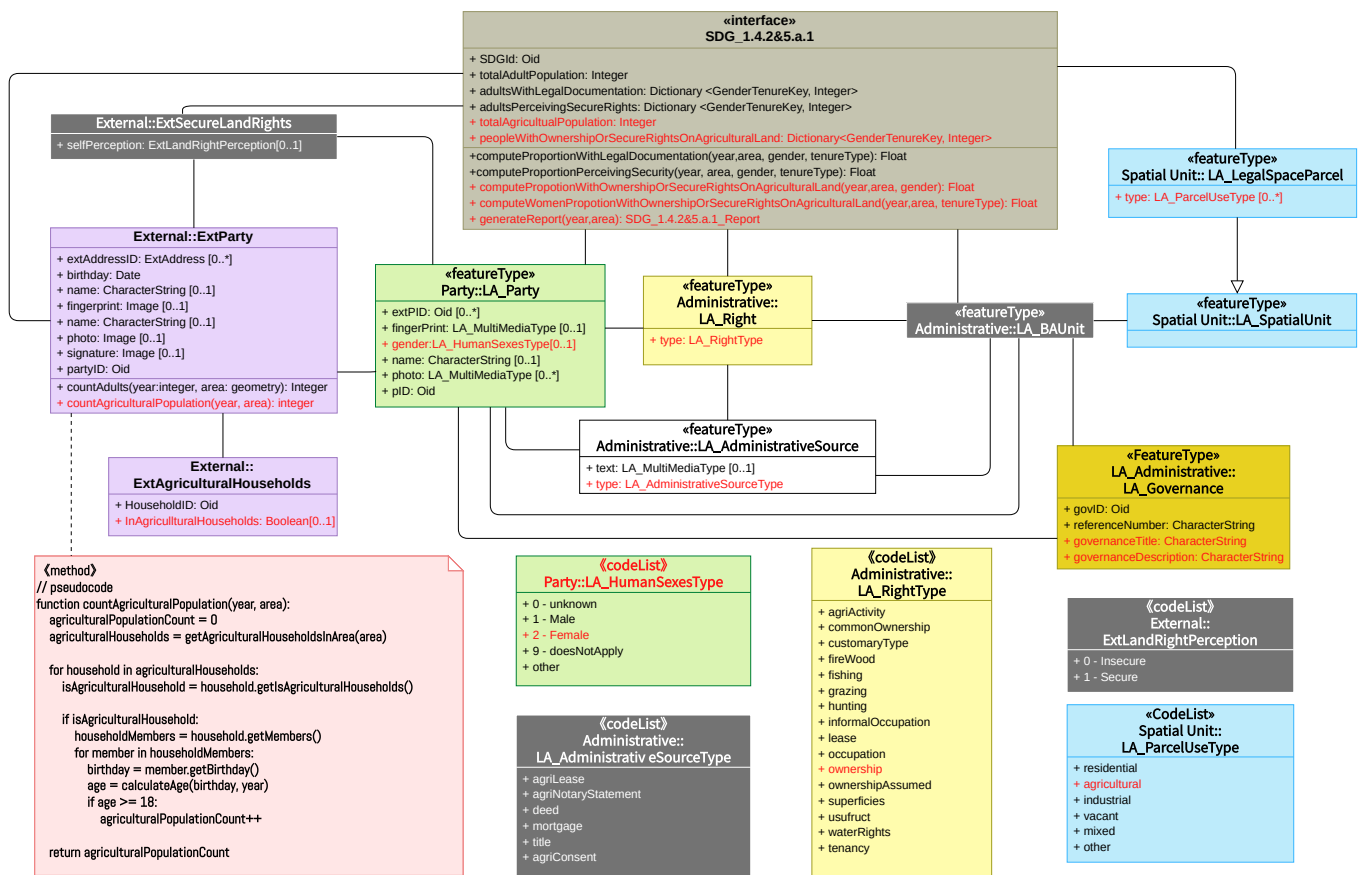 «interface»
SDG_1.4.2&5.a.1
+ SDGId: Oid
+ totalAdultPopulation: Integer
+ adultsWithLegalDocumentation: Dictionary <GenderTenureKey, Integer>
+ adultsPerceivingSecureRights: Dictionary <GenderTenureKey, Integer>
+ totalAgricultualPopulation: Integer
+ peopleWithOwnershipOrSecureRightsOnAgriculturalLand: Dictionary<GenderTenureKey, Integer>
+computeProportionWithLegalDocumentation(year,area, gender, tenureType): Float
+computeProportionPerceivingSecurity(year, area, gender, tenureType): Float
+ computePropotionWithOwnershipOrSecureRightsOnAgriculturalLand(year,area, gender): Float
+ computeWomenPropotionWithOwnershipOrSecureRightsOnAgriculturalLand(year,area, tenureType): Float
+ generateReport(year,area): SDG_1.4.2&5.a.1_Report
External::ExtSecureLandRights
+ selfPerception: ExtLandRightPerception[0..1]
«featureType»
Spatial Unit:: LA_LegalSpaceParcel
+ type: LA_ParcelUseType [0..*]
External::ExtParty
+ extAddressID: ExtAddress [0..*]
+ birthday: Date
+ name: CharacterString [0..1]
+ fingerprint: Image [0..1]
+ name: CharacterString [0..1]
+ photo: Image [0..1]
+ signature: Image [0..1]
+ partyID: Oid
+ countAdults(year:integer, area: geometry): Integer
+ countAgriculturalPopulation(year, area): integer
«featureType»
Party::LA_Party
+ extPID: Oid [0..*]
+ fingerPrint: LA_MultiMediaType [0..1]
+ gender:LA_HumanSexesType[0..1]
+ name: CharacterString [0..1]
+ photo: LA_MultiMediaType [0..*]
+ pID: Oid
«featureType»
Administrative::
LA_Right
+ type: LA_RightType
«featureType»
Administrative::LA_BAUnit
«featureType»
Spatial Unit::LA_SpatialUnit
«featureType»
Administrative::LA_AdministrativeSource
+ text: LA_MultiMediaType [0..1]
+ type: LA_AdministrativeSourceType
«FeatureType»
LA_Administrative::
LA_Governance
+ govID: Oid
+ referenceNumber: CharacterString
+ governanceTitle: CharacterString
+ governanceDescription: CharacterString
External::
ExtAgriculturalHouseholds
+ HouseholdID: Oid
+ InAgricullturalHouseholds: Boolean[0..1]
《method》
// pseudocode
function countAgriculturalPopulation(year, area):
agriculturalPopulationCount = 0
agriculturalHouseholds = getAgriculturalHouseholdsInArea(area)
for household in agriculturalHouseholds:
isAgriculturalHousehold = household.getIsAgriculturalHouseholds()
if isAgriculturalHousehold:
householdMembers = household.getMembers()
for member in householdMembers:
birthday = member.getBirthday()
age = calculateAge(birthday, year)
if age >= 18:
agriculturalPopulationCount++
return agriculturalPopulationCount
《codeList》
Party::LA_HumanSexesType
+ 0 - unknown
+ 1 - Male
+ 2 - Female
+ 9 - doesNotApply
+ other
《codeList》
Administrative::
LA_Administrativ eSourceType
+ agriLease
+ agriNotaryStatement
+ deed
+ mortgage
+ title
+ agriConsent
《codeList》
Administrative::
LA_RightType
+ agriActivity
+ commonOwnership
+ customaryType
+ fireWood
+ fishing
+ grazing
+ hunting
+ informalOccupation
+ lease
+ occupation
+ ownership
+ ownershipAssumed
+ superficies
+ usufruct
+ waterRights
+ tenancy
《codeList》
External::
ExtLandRightPerception
+ 0 - Insecure
+ 1 - Secure
«CodeList»
Spatial Unit::
LA_ParcelUseType
+ residential
+ agricultural
+ industrial
+ vacant
+ mixed
+ other